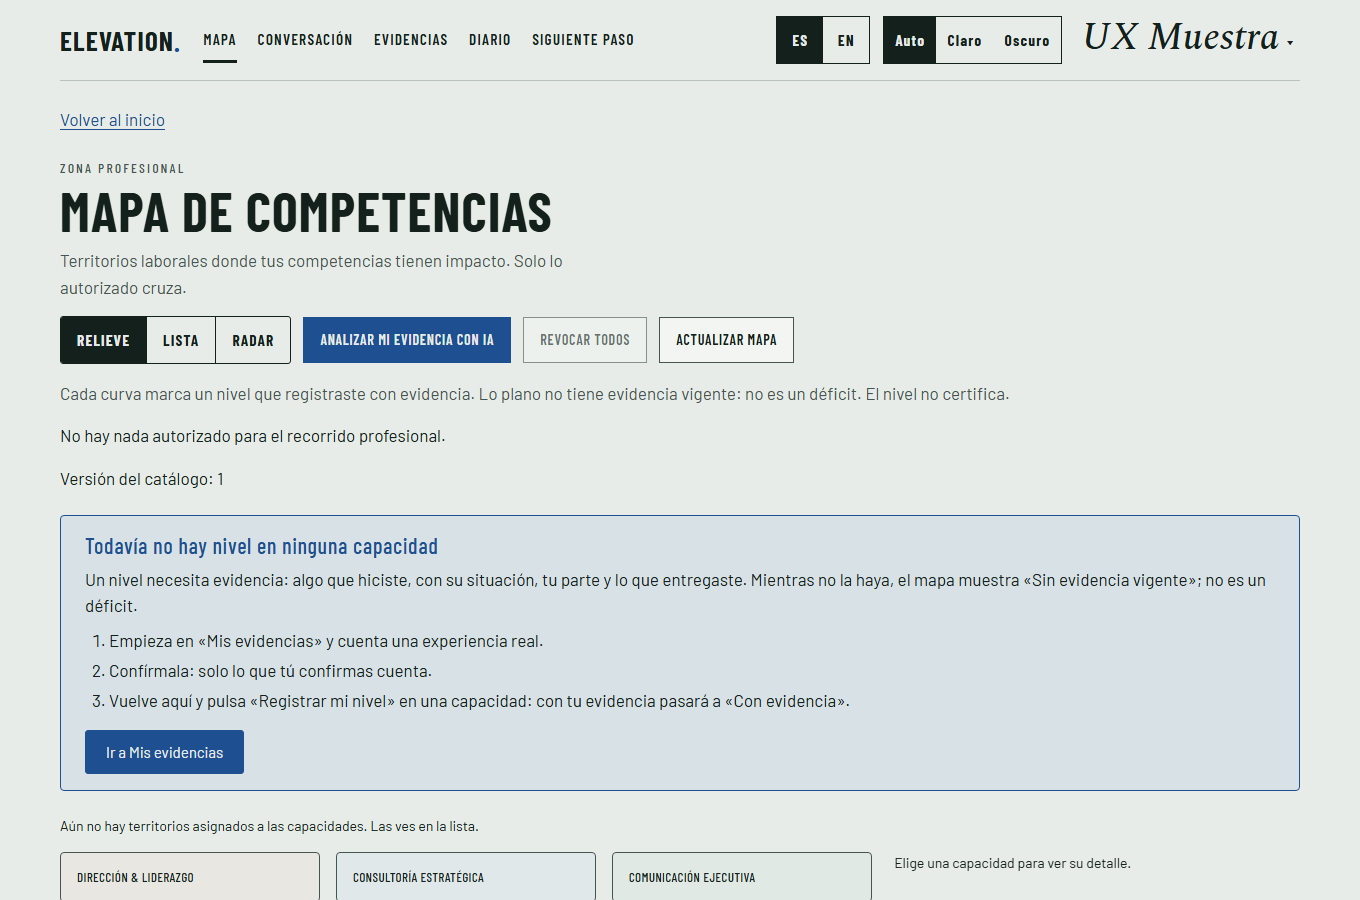 ELEVATION.
MAPA
CONVERSACIÓN
EVIDENCIAS
DIARIO
SIGUIENTE PASO
ES
EN
Auto
Claro
Oscuro
UX Muestra
Volver al inicio
ZONA PROFESIONAL
MAPA DE COMPETENCIAS
Territorios laborales donde tus competencias tienen impacto. Solo lo
autorizado cruza.
RELIEVE
LISTA
RADAR
ANALIZAR MI EVIDENCIA CON IA
REVOCAR TODOS
ACTUALIZAR MAPA
Cada curva marca un nivel que registraste con evidencia. Lo plano no tiene evidencia vigente: no es un déficit. El nivel no certifica.
No hay nada autorizado para el recorrido profesional.
Versión del catálogo: 1
Todavía no hay nivel en ninguna capacidad
Un nivel necesita evidencia: algo que hiciste, con su situación, tu parte y lo que entregaste. Mientras no la haya, el mapa muestra «Sin evidencia vigente»; no es un
déficit.
1. Empieza en «Mis evidencias» y cuenta una experiencia real.
2. Confírmala: solo lo que tú confirmas cuenta.
3. Vuelve aquí y pulsa «Registrar mi nivel» en una capacidad: con tu evidencia pasará a «Con evidencia».
Ir a Mis evidencias
Aún no hay territorios asignados a las capacidades. Las ves en la lista.
DIRECCIÓN & LIDERAZGO
CONSULTORÍA ESTRATÉGICA
COMUNICACIÓN EJECUTIVA
Elige una capacidad para ver su detalle.